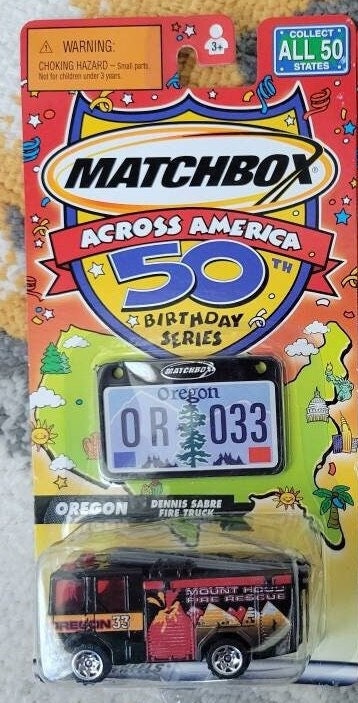 WARNING:
CHOKING HAZARD – Small parts.
Not for children under 3 years.
3+
COLLECT
ALL 50
STATES
MATCHBOX®
ACROSS AMERICA
50TH
BIRTHDAY
SERIES
MATCHBOX
Oregon
OR 033
OREGON
DENNIS SABRE
FIRE TRUCK
MOUNT HOOD
FIRE RESCUE
OREGON 33